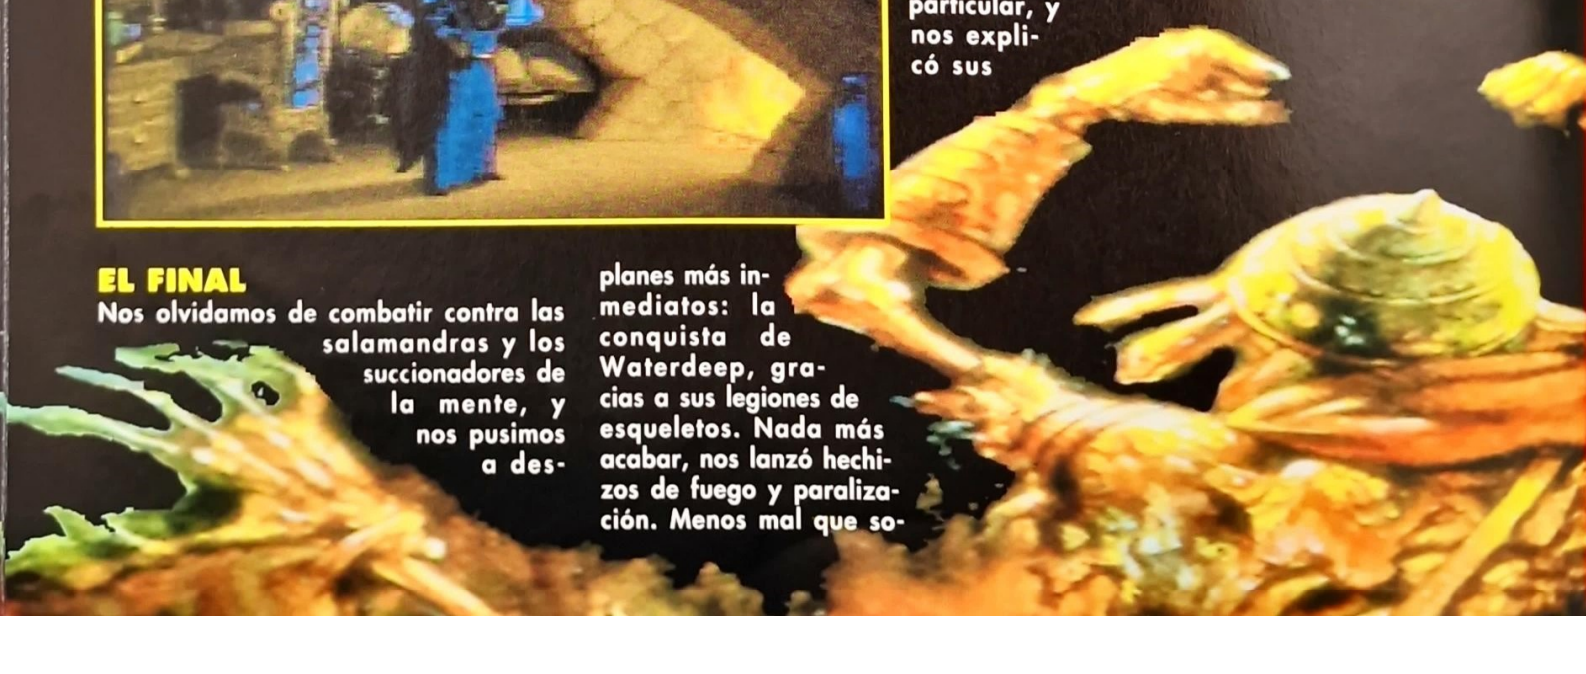 particular, y
nos expli-
có sus
EL FINAL
Nos olvidamos de combatir contra las
salamandras y los
succionadores de
la mente, y
nos pusimos
a des-
planes más in-
mediatos: la
conquista de
Waterdeep, gra-
cias a sus legiones de
esqueletos. Nada más
acabar, nos lanzó hechi-
zos de fuego y paraliza-
ción. Menos mal que so-